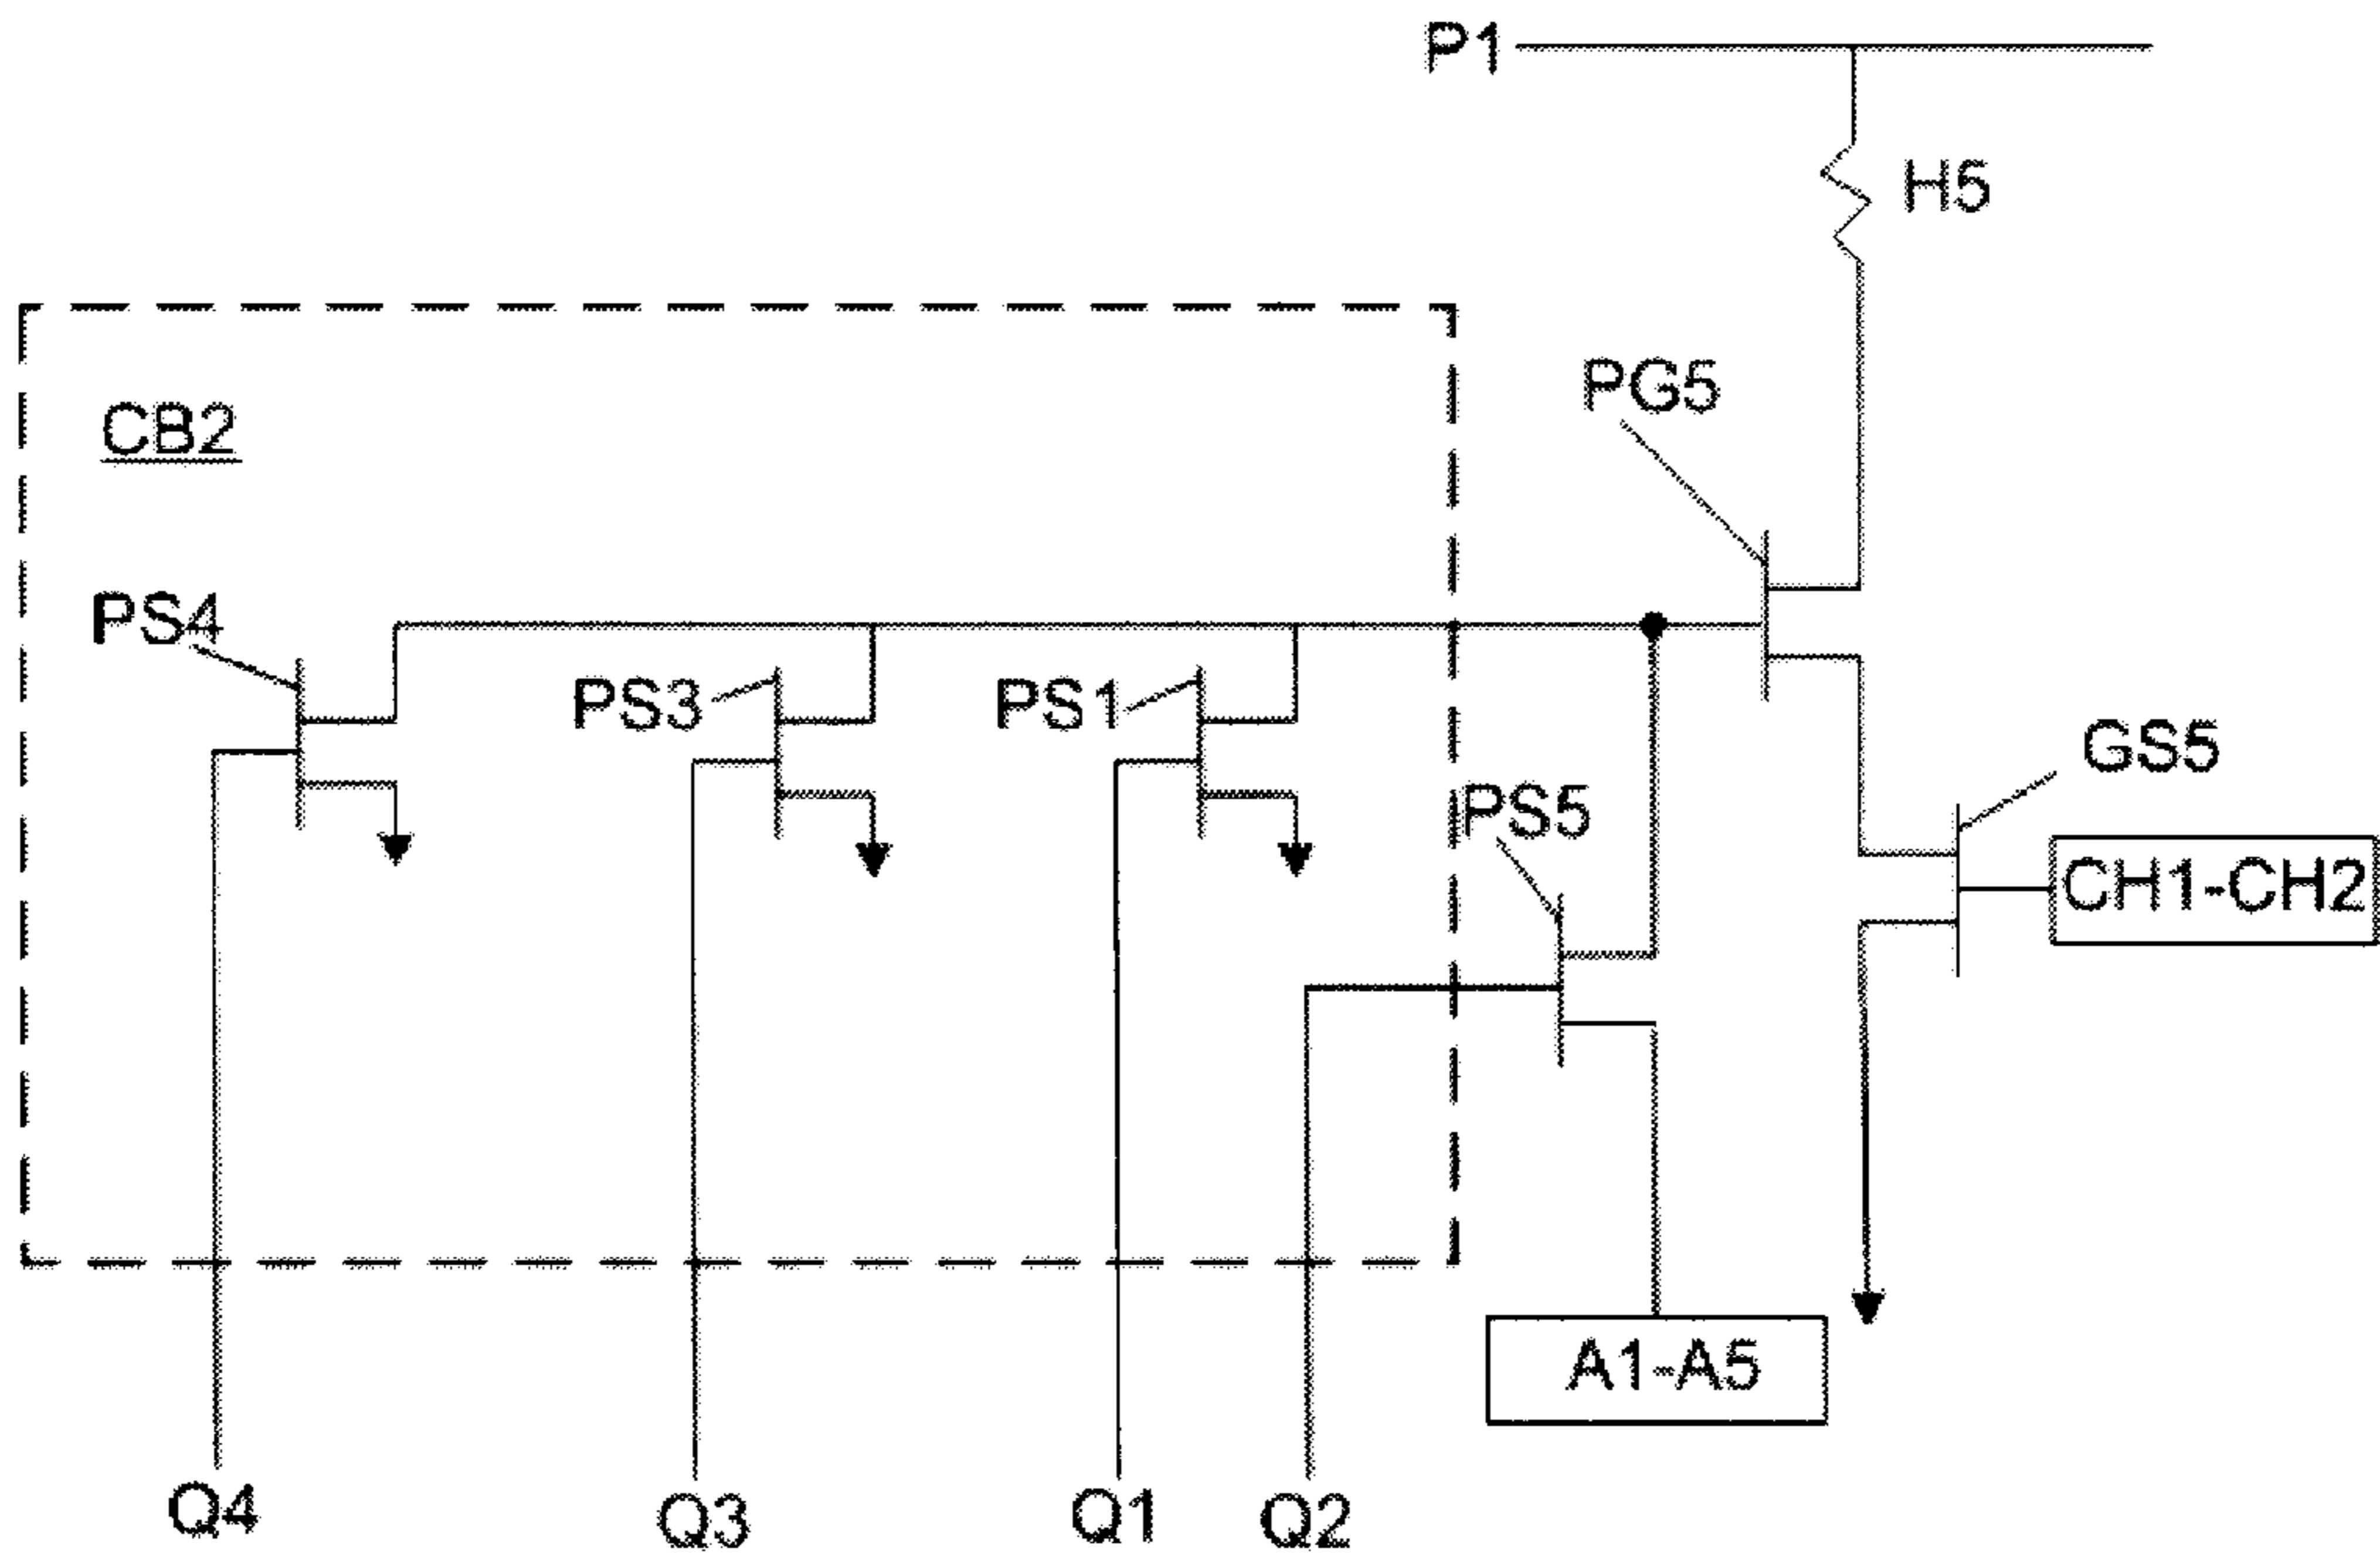 P1
H5
PG5
CB2
PS4
PS3
PS1
GS5
PS5
CH1-CH2
A1-A5
Q4
Q3
Q1
Q2